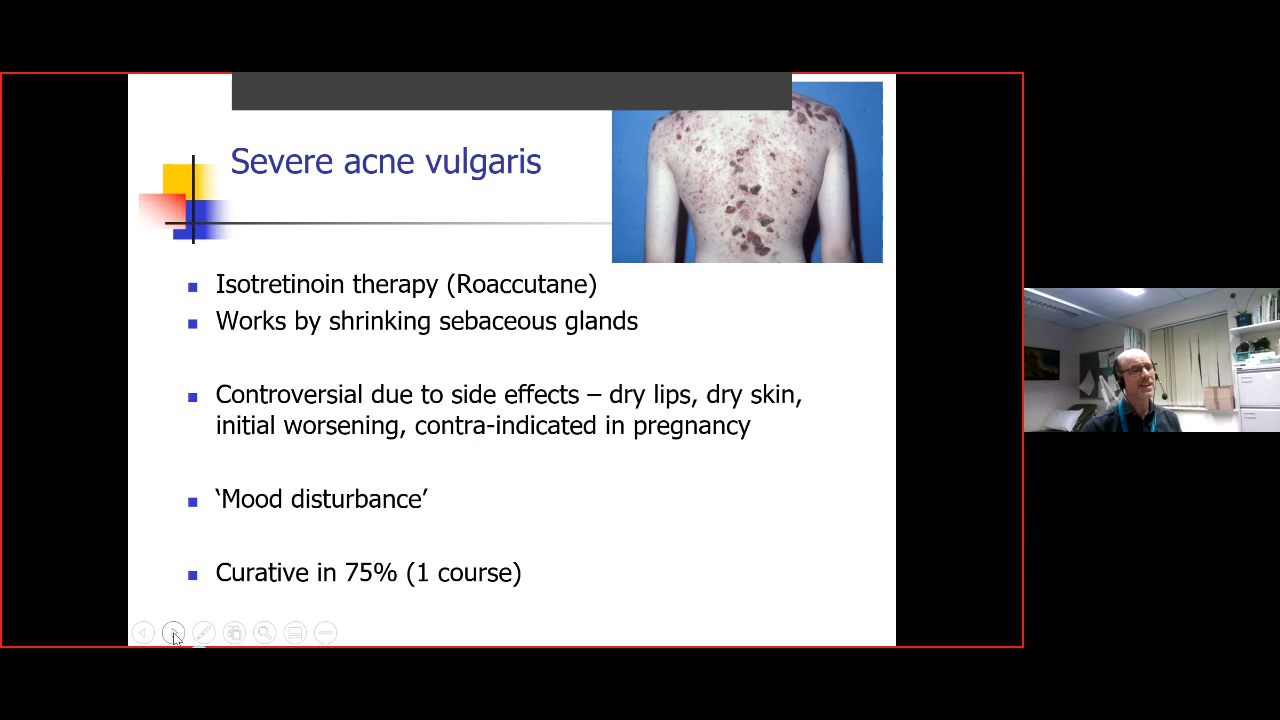 Severe acne vulgaris
Isotretinoin therapy (Roaccutane)
Works by shrinking sebaceous glands
Controversial due to side effects – dry lips, dry skin,
initial worsening, contra-indicated in pregnancy
‘Mood disturbance’
Curative in 75% (1 course)